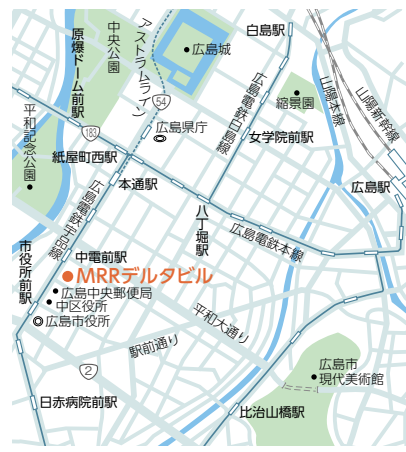 白島駅
アストラムライン
中央公園
原爆ドーム前駅
広島城
広島電鉄白島線
山陽本線
山陽新幹線
縮景園
54
平和記念公園
183
広島県庁
女学院前駅
紙屋町西駅
本通駅
広島駅
八丁堀駅
広島電鉄宇品線
広島電鉄本線
市役所前駅
中電前駅
MRRデルタビル
広島中央郵便局
中区役所
広島市役所
平和大通り
駅前通り
2
広島市
現代美術館
日赤病院前駅
比治山橋駅